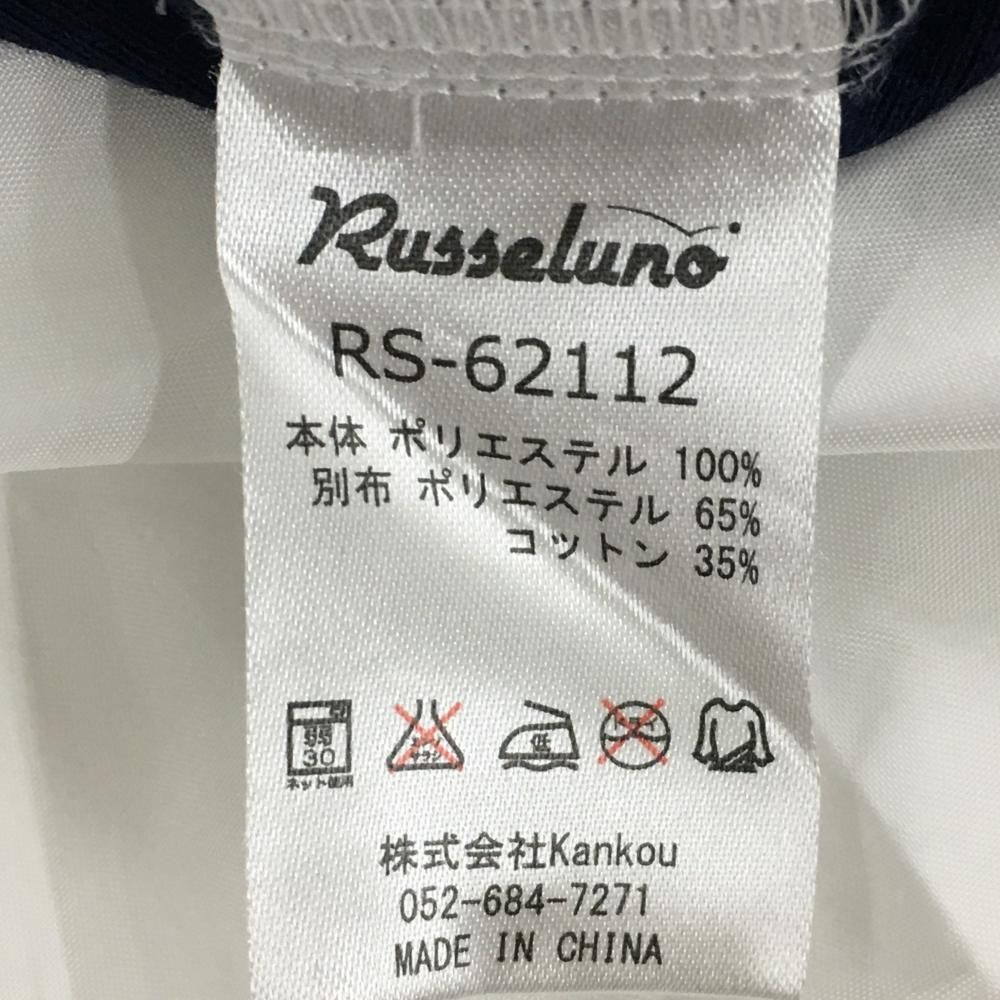 Russeluno
RS-62112
本体 ポリエステル 100%
別布 ポリエステル 65%
コットン 35%
30
低
ネット使用
株式会社Kankou
052-684-7271
MADE IN CHINA